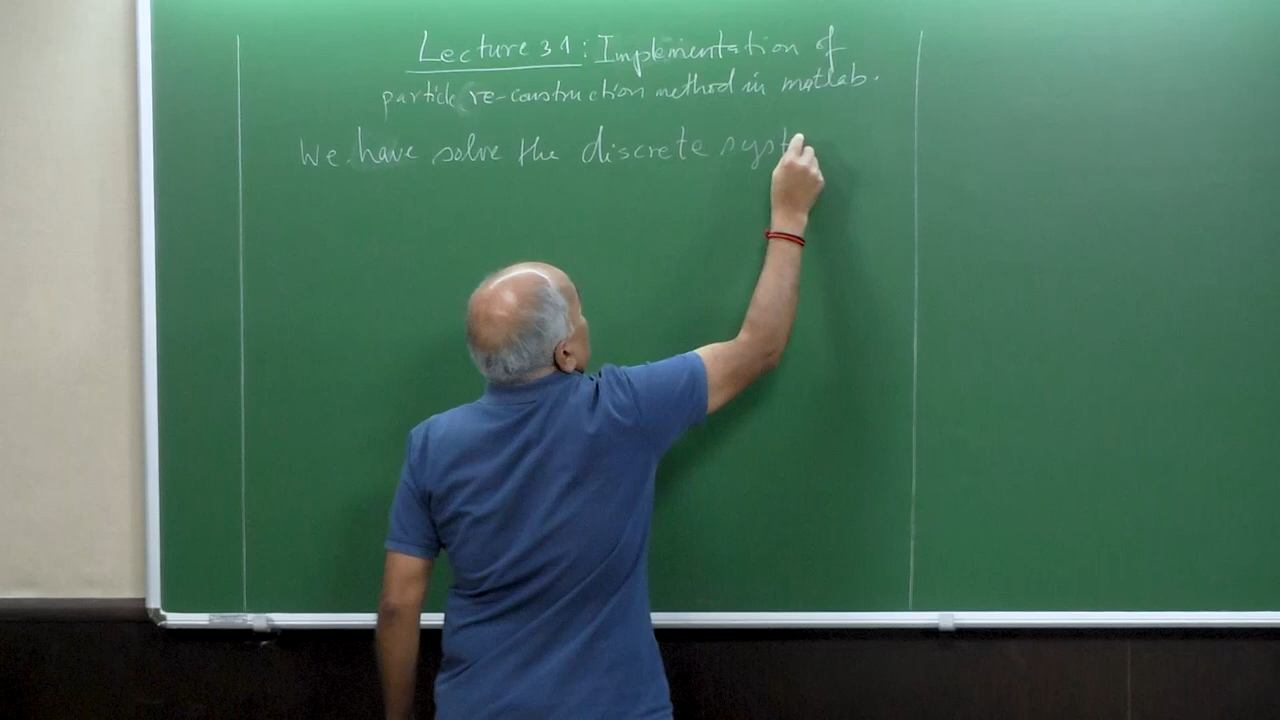 Lecture 31: Implementation of
particle re-construction method in matlab.
We have solve the discrete syst